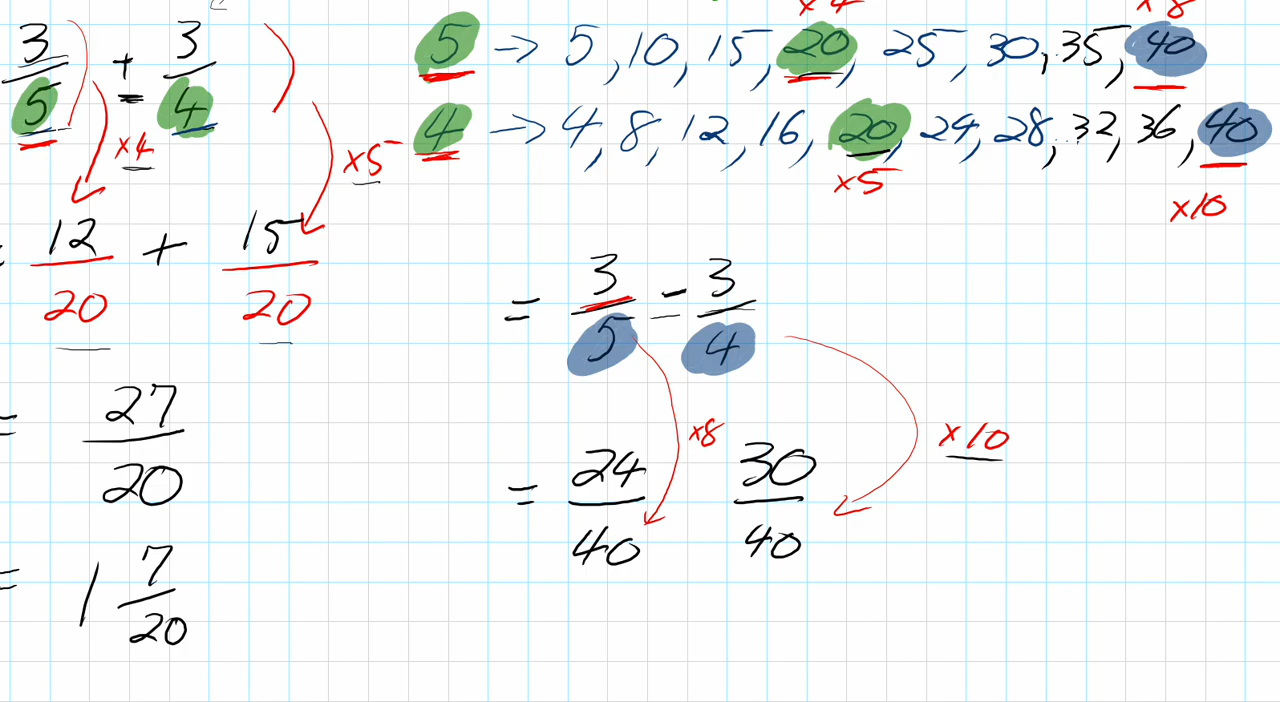 3/5 + 3/4
×4
×5
= 12/20 + 15/20
= 27/20
= 1 7/20
×4 ×8
5 → 5, 10, 15, 20, 25, 30, 35, 40
4 → 4, 8, 12, 16, 20, 24, 28, 32, 36, 40
×5 ×10
= 3/5 - 3/4
×8 ×10
= 24/40 30/40